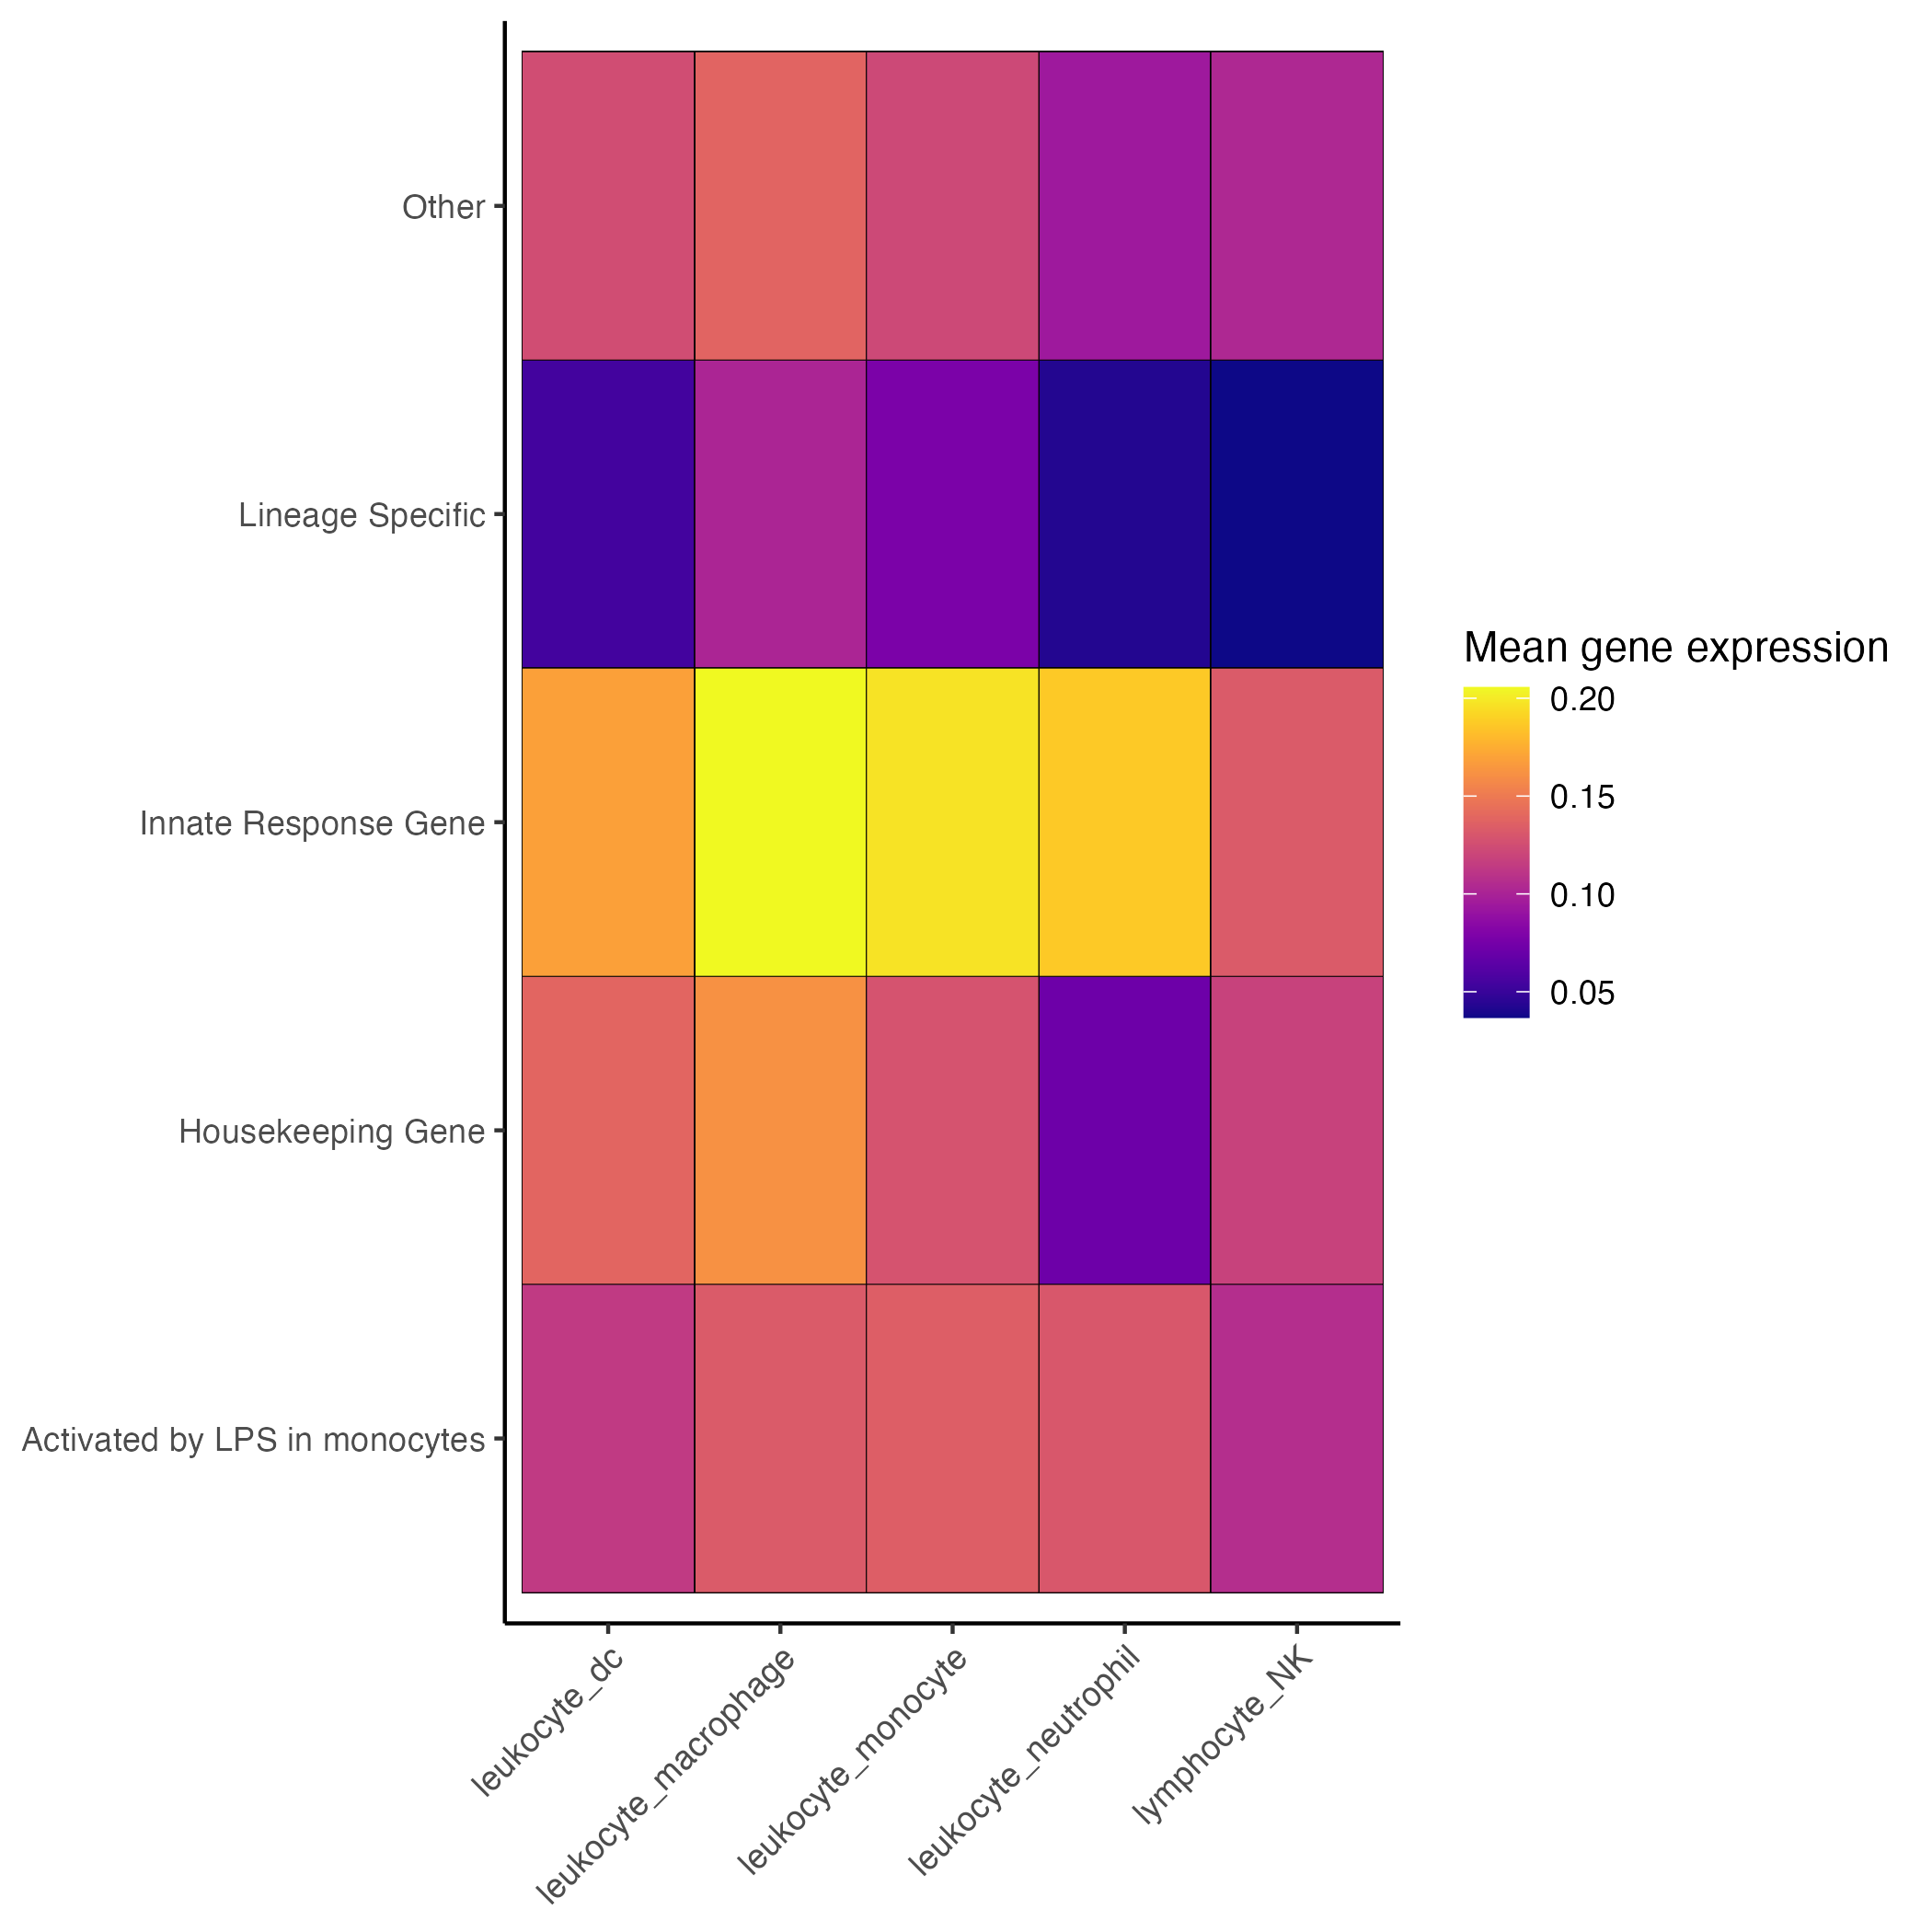 Other
Lineage Specific
Innate Response Gene
Housekeeping Gene
Activated by LPS in monocytes
leukocyte_dc
leukocyte_macrophage
leukocyte_monocyte
leukocyte_neutrophil
lymphocyte_NK
Mean gene expression
0.20
0.15
0.10
0.05